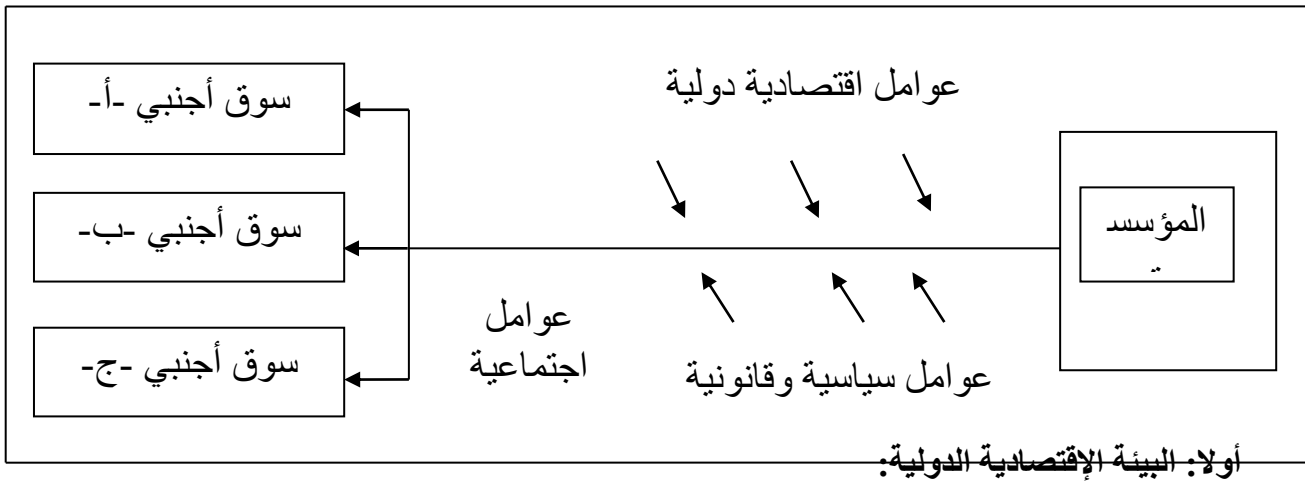 عوامل اقتصادية دولية
سوق أجنبي -أ-
المؤسسة
سوق أجنبي -ب-
عوامل
اجتماعية
سوق أجنبي -ج-
عوامل سياسية وقانونية
أولا: البيئة الإقتصادية الدولية: